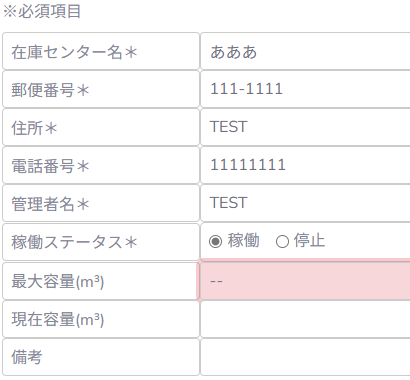 ※必須項目
在庫センター名＊ あああ
郵便番号＊ 111-1111
住所＊ TEST
電話番号＊ 11111111
管理者名＊ TEST
稼働ステータス＊ 稼働 停止
最大容量(m³) --
現在容量(m³)
備考